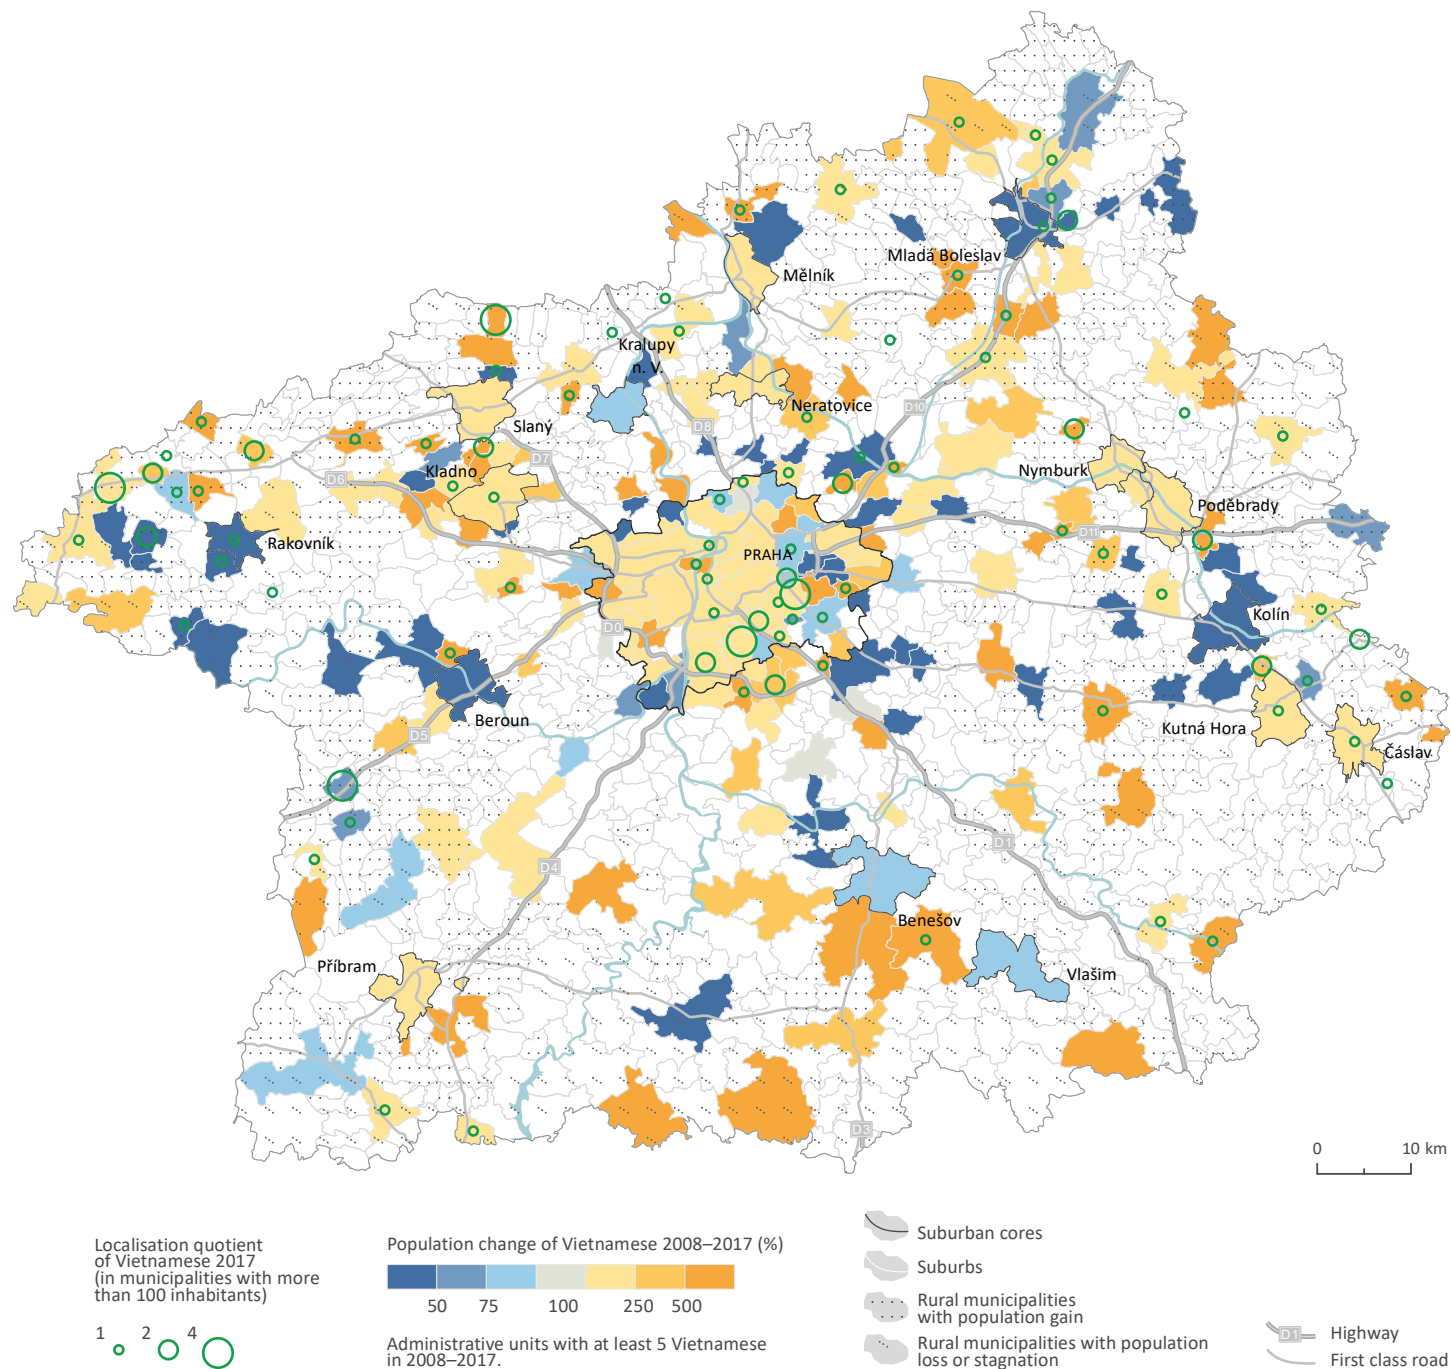 Mladá Boleslav
Mělník
Kralupy
n. V.
Neratovice
D10
D8
Slaný
D7
Kladno
D6
Nymburk
Poděbrady
D11
Rakovník
PRAHA
Kolín
D0
Beroun
D5
Kutná Hora
Čáslav
D4
D1
Benešov
Vlašim
Příbram
D3
0 10 km
Localisation quotient
of Vietnamese 2017
(in municipalities with more
than 100 inhabitants)
1 2 4
Population change of Vietnamese 2008–2017 (%)
50 75 100 250 500
Administrative units with at least 5 Vietnamese
in 2008–2017.
Suburban cores
Suburbs
Rural municipalities
with population gain
Rural municipalities with population
loss or stagnation
D1 Highway
First class road